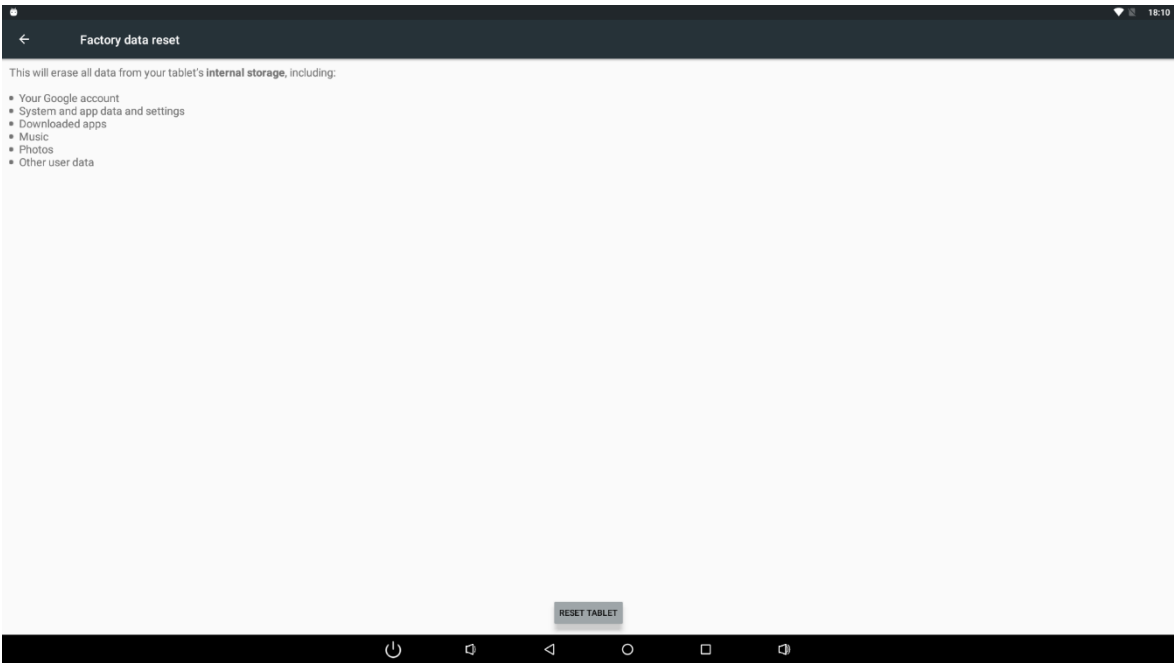 18:10
Factory data reset
This will erase all data from your tablet's internal storage, including:
• Your Google account
• System and app data and settings
• Downloaded apps
• Music
• Photos
• Other user data
RESET TABLET